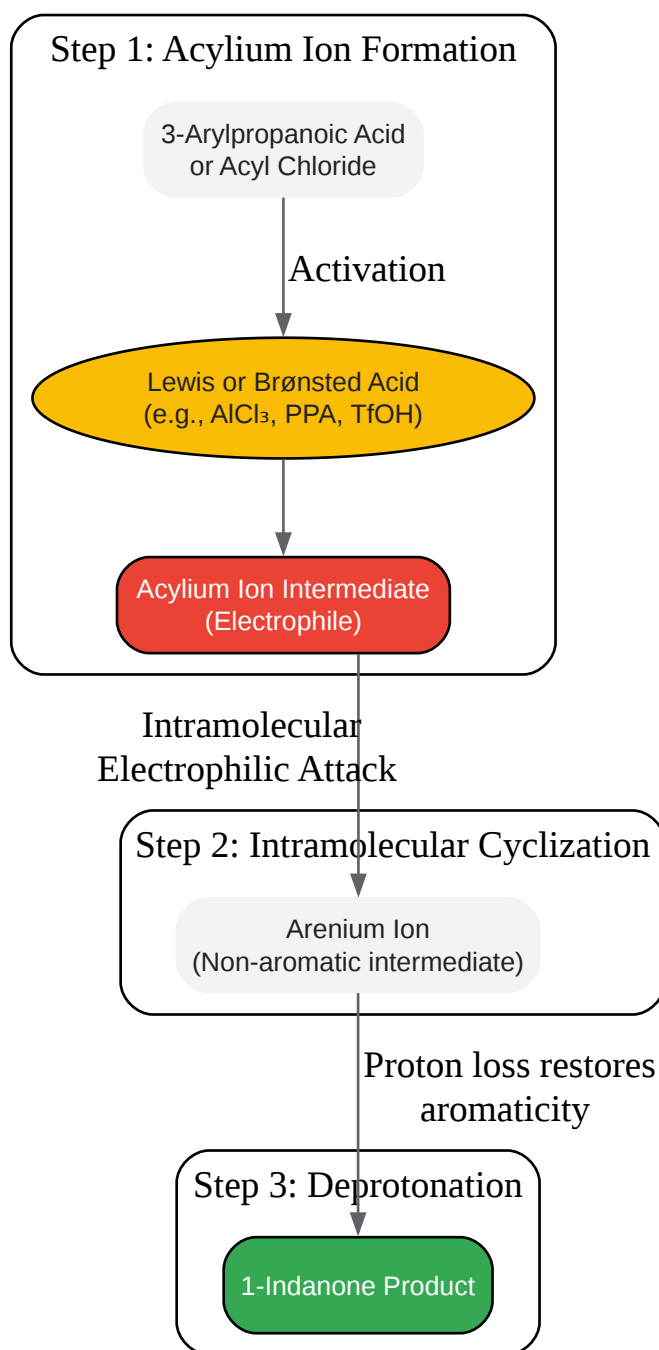 Step 1: Acylium Ion Formation
3-Arylpropanoic Acid
or Acyl Chloride
Activation
Lewis or Brønsted Acid
(e.g., AlCl₃, PPA, TfOH)
Acylium Ion Intermediate
(Electrophile)
Intramolecular
Electrophilic Attack
Step 2: Intramolecular Cyclization
Arenium Ion
(Non-aromatic intermediate)
Proton loss restores
aromaticity
Step 3: Deprotonation
1-Indanone Product